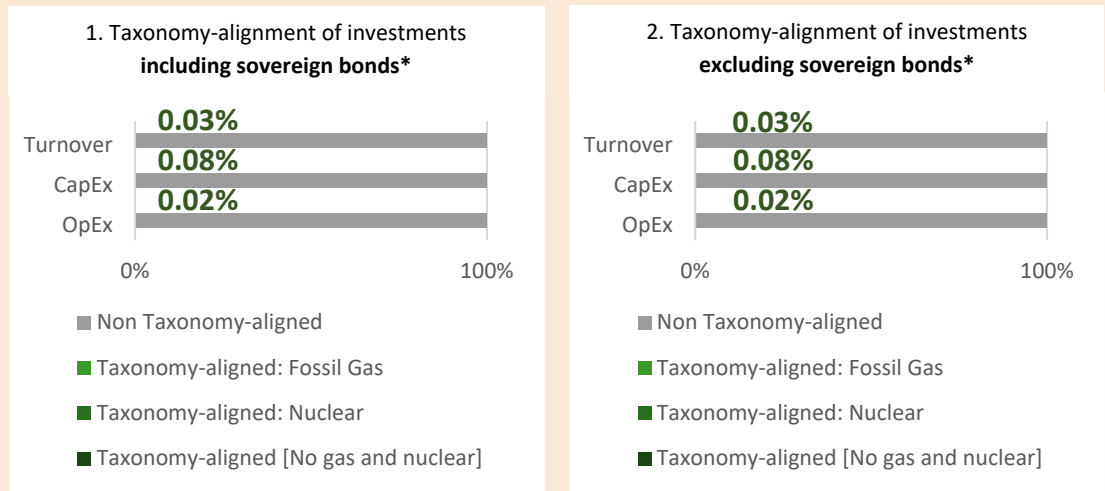 1. Taxonomy-alignment of investments
including sovereign bonds*
0.03%
Turnover
0.08%
CapEx
0.02%
OpEx
0%
100%
Non Taxonomy-aligned
Taxonomy-aligned: Fossil Gas
Taxonomy-aligned: Nuclear
Taxonomy-aligned [No gas and nuclear]
2. Taxonomy-alignment of investments
excluding sovereign bonds*
0.03%
Turnover
0.08%
CapEx
0.02%
OpEx
0%
100%
Non Taxonomy-aligned
Taxonomy-aligned: Fossil Gas
Taxonomy-aligned: Nuclear
Taxonomy-aligned [No gas and nuclear]